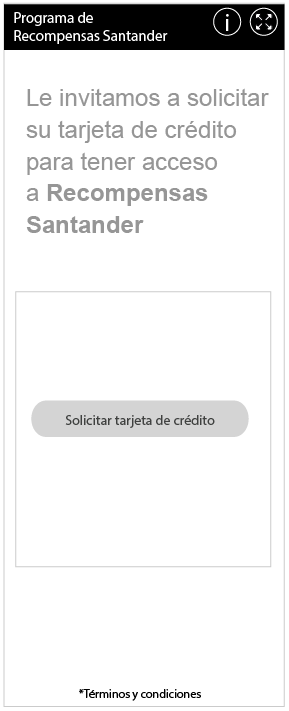 Programa de
Recompensas Santander
Le invitamos a solicitar
su tarjeta de crédito
para tener acceso
a Recompensas
Santander
Solicitar tarjeta de crédito
*Términos y condiciones